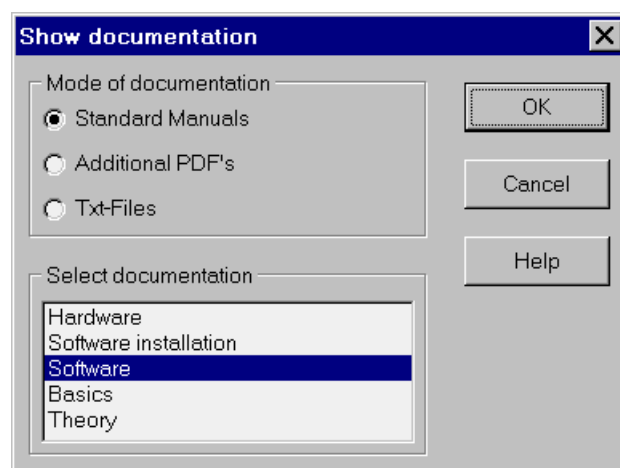 Show documentation
Mode of documentation
Standard Manuals
Additional PDF's
Txt-Files
OK
Cancel
Help
Select documentation
Hardware
Software installation
Software
Basics
Theory